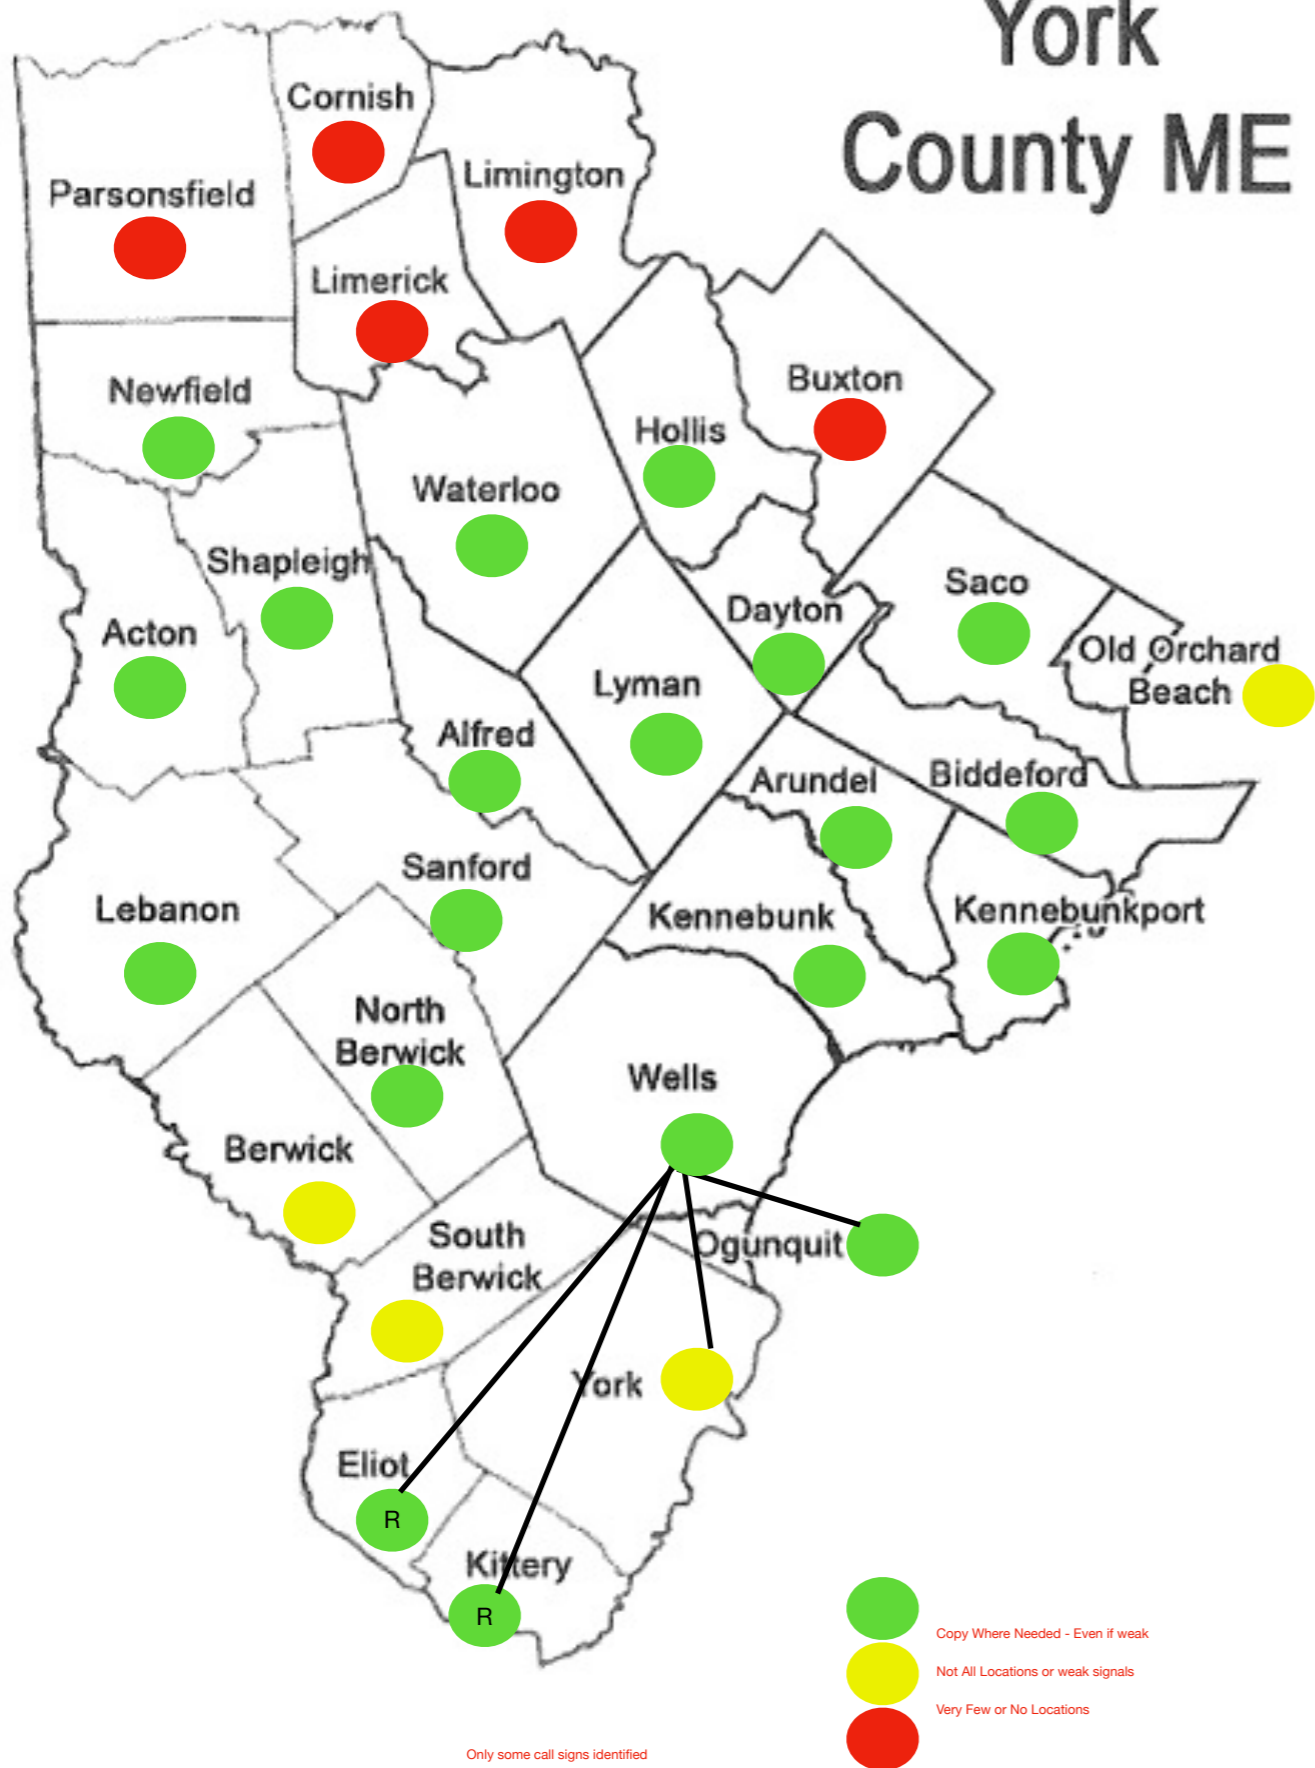 York
County ME
Cornish
Limington
Parsonsfield
Limerick
Newfield
Buxton
Hollis
Waterloo
Shapleigh
Saco
Dayton
Acton
Old Orchard
Beach
Lyman
Alfred
Arundel
Biddeford
Sanford
Lebanon
Kennebunk
Kennebunkport
North
Berwick
Wells
Berwick
South
Berwick
Ogunquit
York
Eliot
R
Kittery
R
Copy Where Needed - Even if weak
Not All Locations or weak signals
Very Few or No Locations
Only some call signs identified